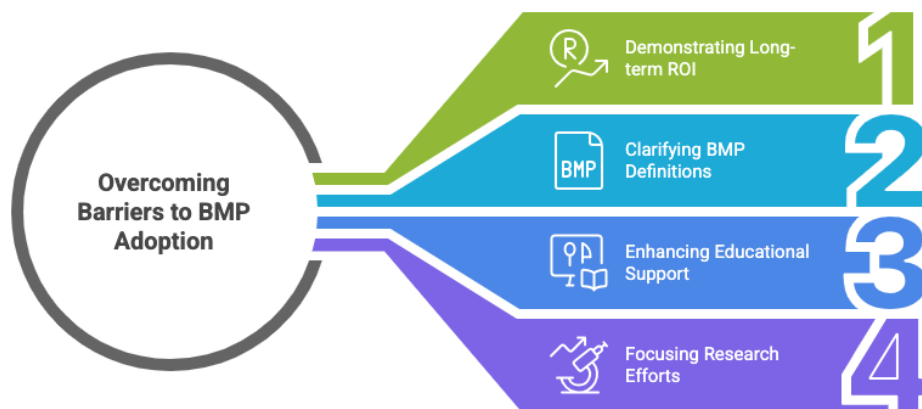 Overcoming
Barriers to BMP
Adoption
R
Demonstrating Long-
term ROI
1
BMP
Clarifying BMP
Definitions
2
Enhancing Educational
Support
3
Focusing Research
Efforts
4